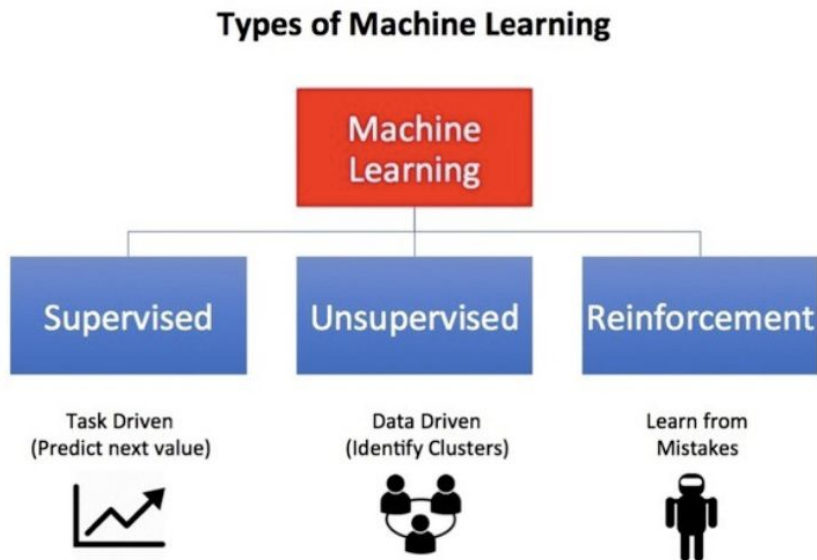 Types of Machine Learning
Machine
Learning
Supervised
Unsupervised
Reinforcement
Task Driven
(Predict next value)
Data Driven
(Identify Clusters)
Learn from
Mistakes